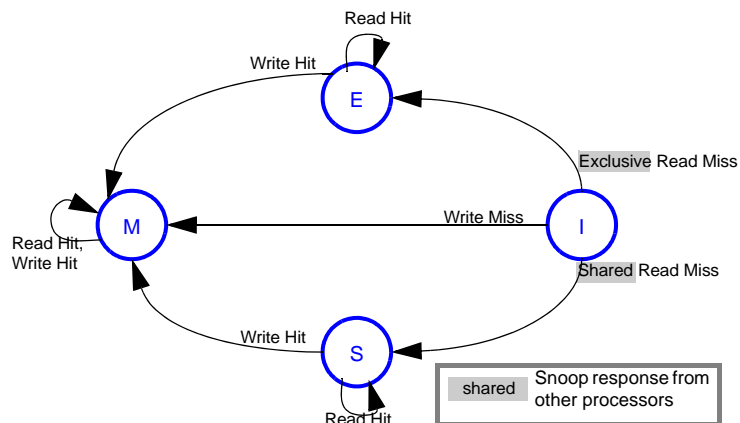 Read Hit
Write Hit
E
Exclusive Read Miss
M
Write Miss
I
Read Hit,
Write Hit
Shared Read Miss
Write Hit
S
Read Hit
shared
Snoop response from
other processors